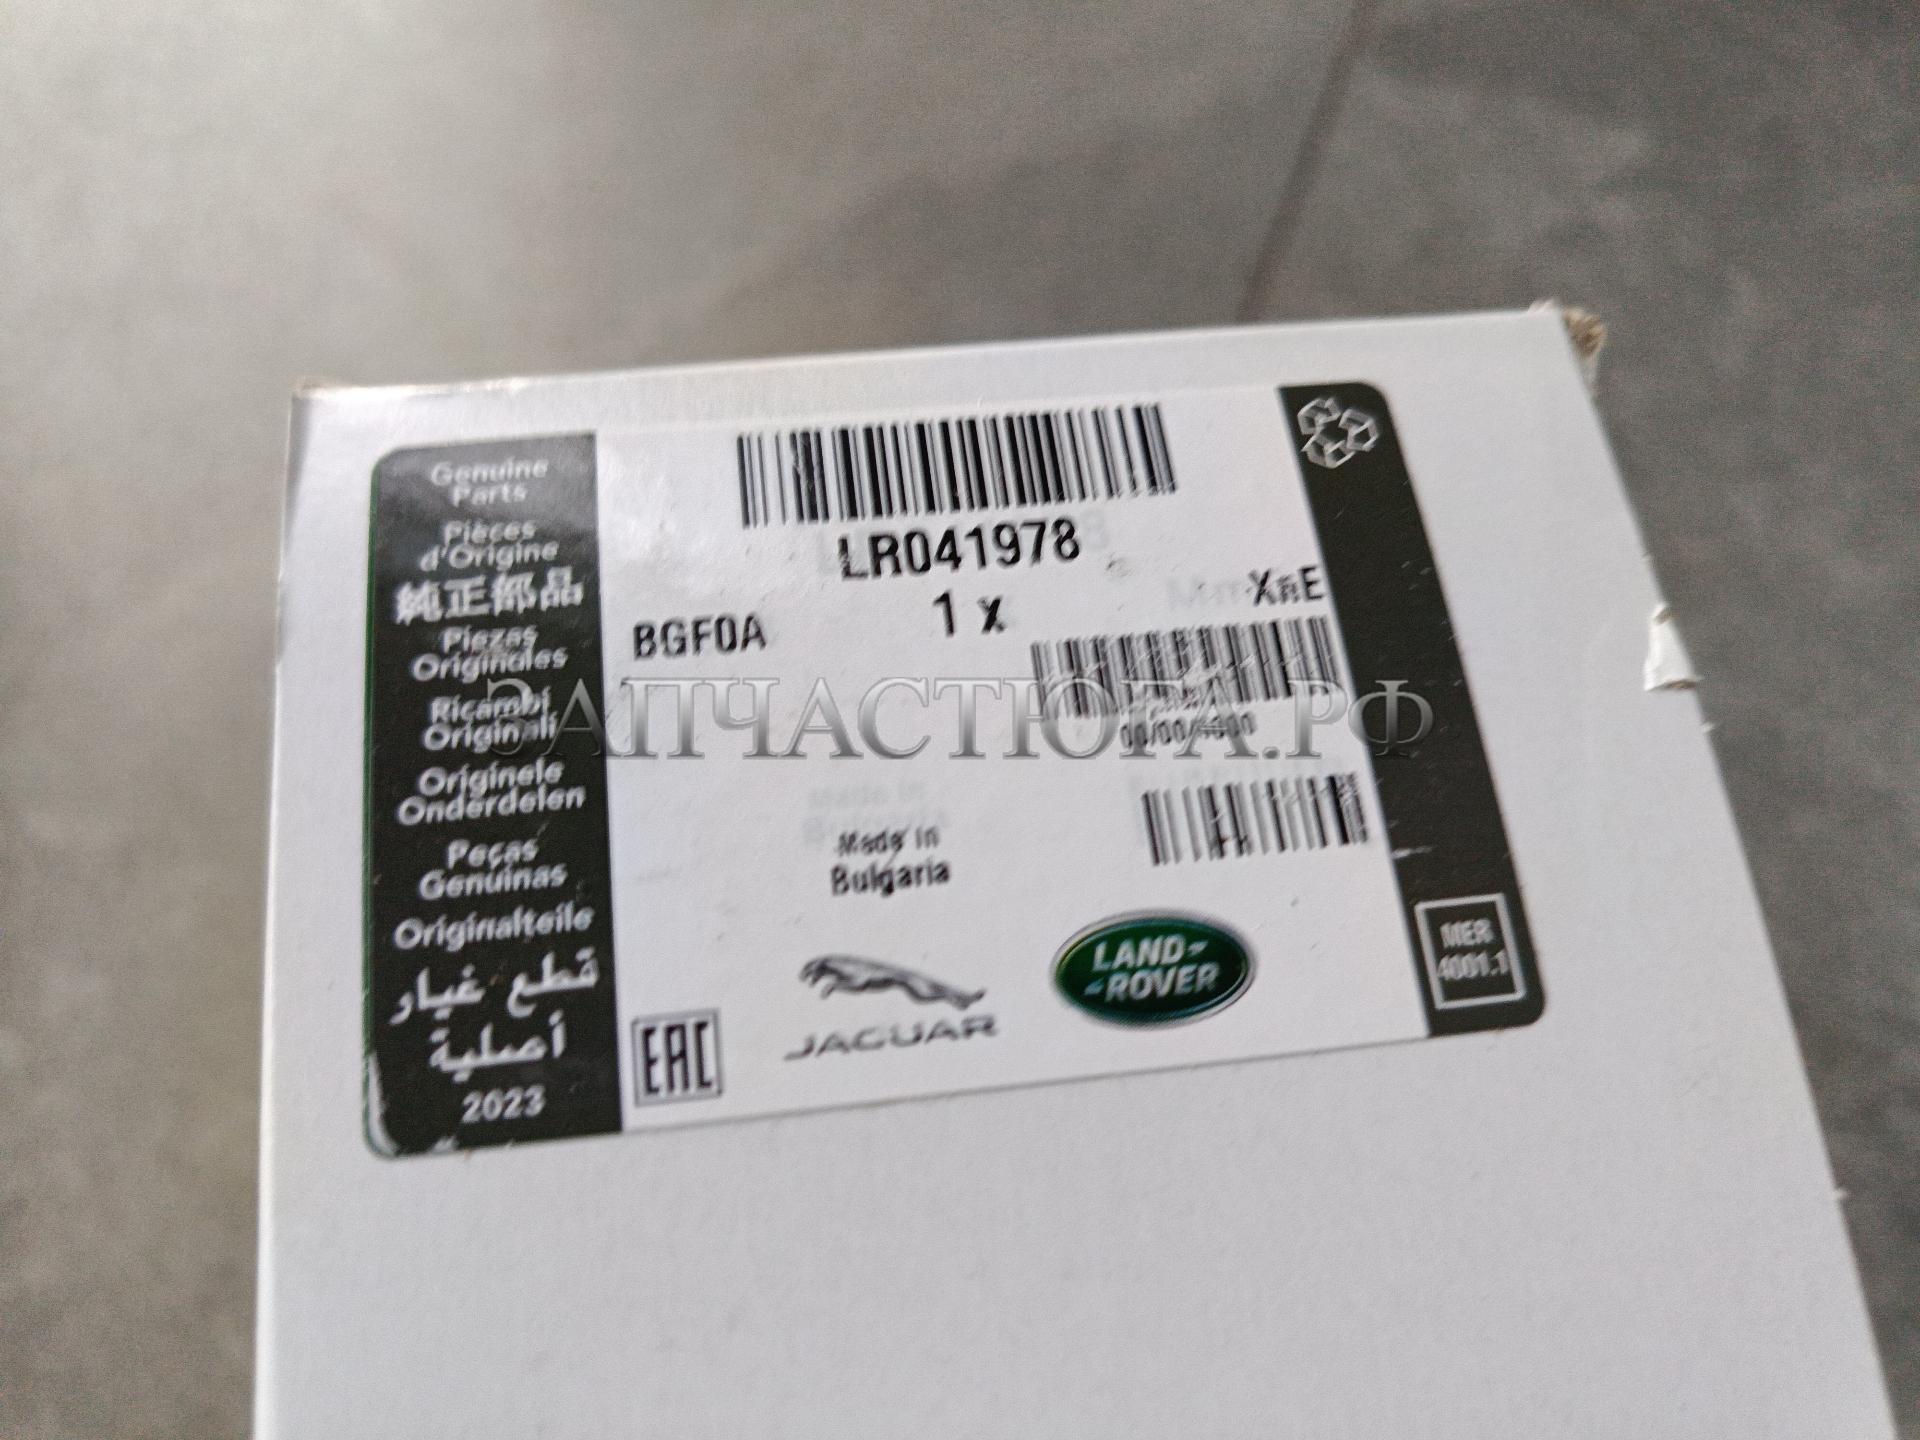 Genuine
Parts
Pièces
d'Origine
純正部品
Piezas
Originales
Ricambi
Originali
Originele
Onderdelen
Peças
Genuínas
Originalteile
قطع غيار
أصلية
2023
LR041978
1 x
BGF0A
XnE
ЗАПЧАСТЮГА.РФ
Made in
Bulgaria
EAC
JAGUAR
LAND-
-ROVER
MER
4001.1